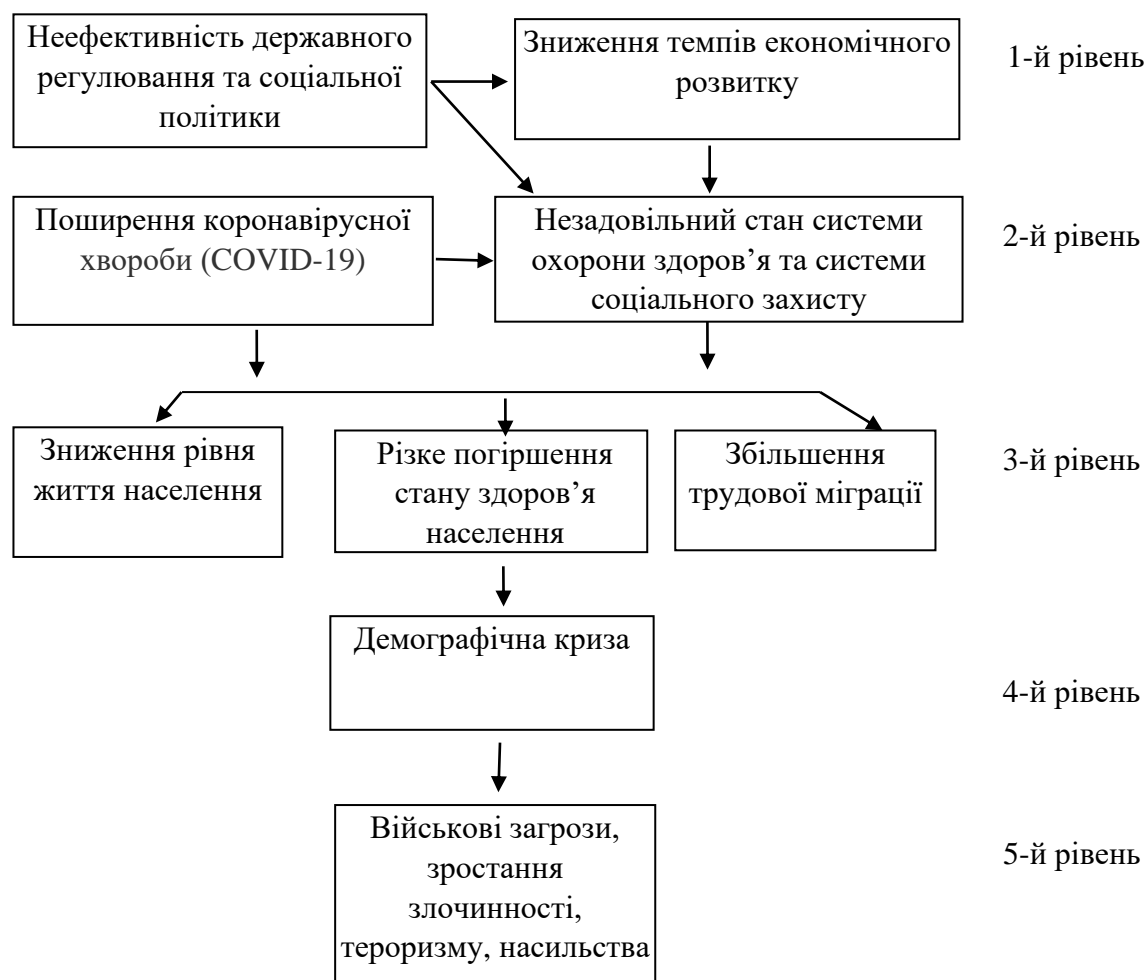 Неефективність державного
регулювання та соціальної
політики
Зниження темпів економічного
розвитку
1-й рівень
Поширення коронавірусної
хвороби (COVID-19)
Незадовільний стан системи
охорони здоров’я та системи
соціального захисту
2-й рівень
Зниження рівня
життя населення
Різке погіршення
стану здоров’я
населення
Збільшення
трудової міграції
3-й рівень
Демографічна криза
4-й рівень
Військові загрози,
зростання
злочинності,
тероризму, насильства
5-й рівень